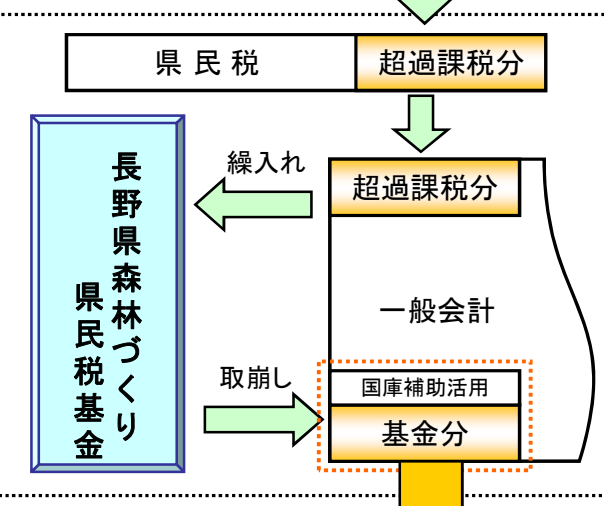 県民税
超過課税分
繰入れ
超過課税分
長野県森林づくり
県民税基金
一般会計
取崩し
国庫補助活用
基金分